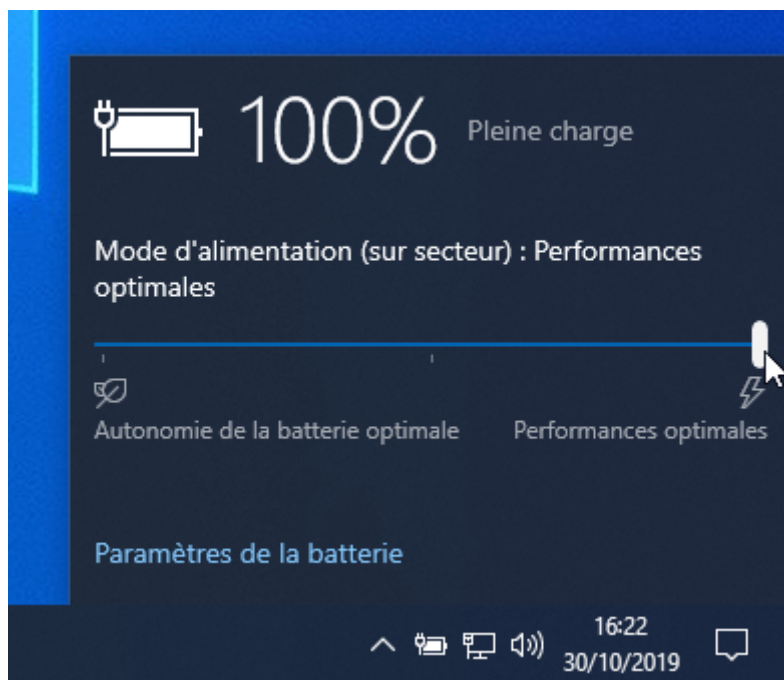 100% Pleine charge
Mode d'alimentation (sur secteur) : Performances
optimales
Autonomie de la batterie optimale Performances optimales
Paramètres de la batterie
16:22
30/10/2019